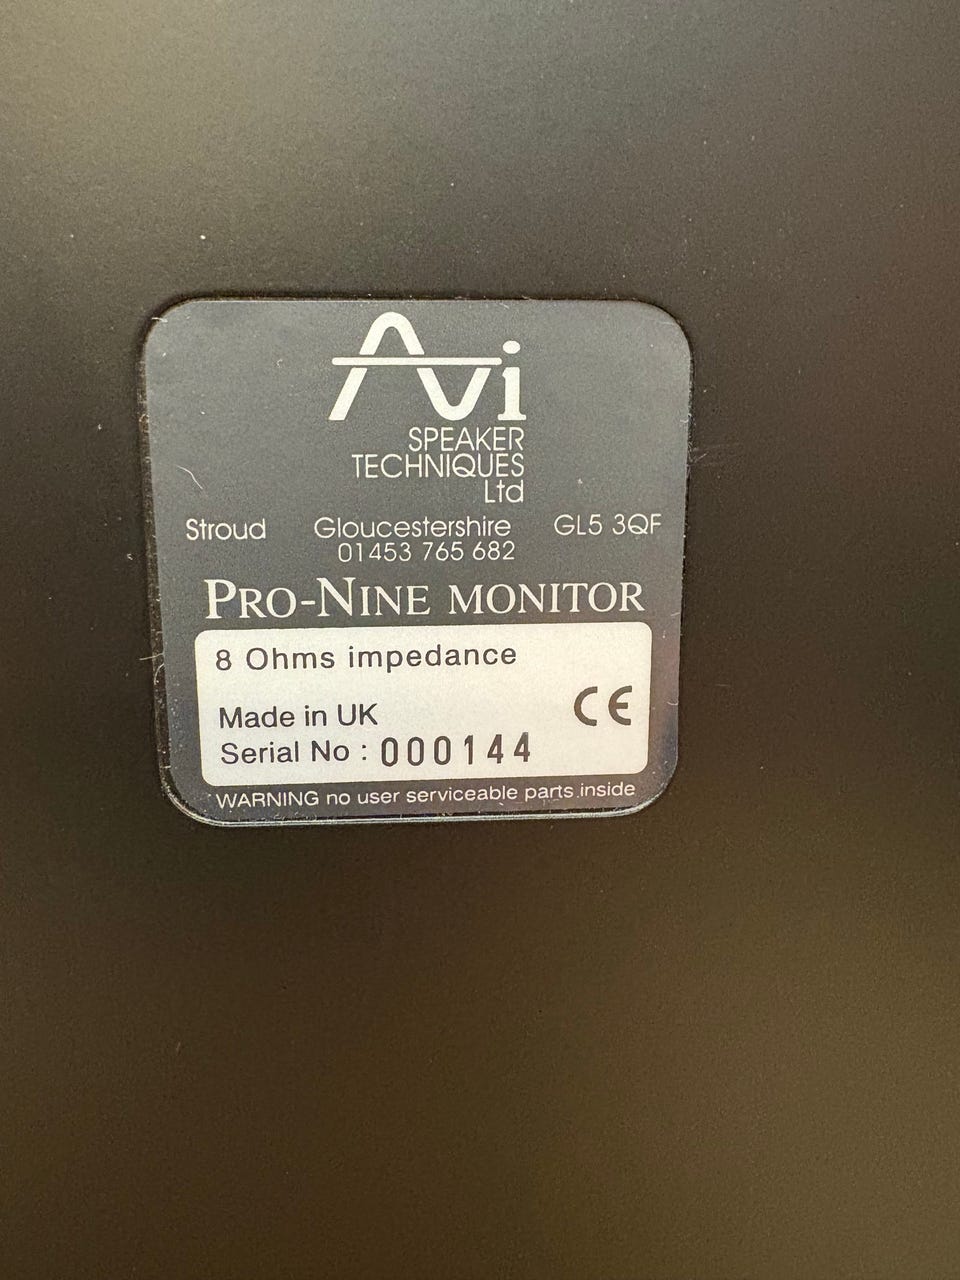 Avi
SPEAKER
TECHNIQUES
Ltd
Stroud Gloucestershire GL5 3QF
01453 765 682
PRO-NINE MONITOR
8 Ohms impedance
Made in UK CE
Serial No : 000144
WARNING no user serviceable parts inside